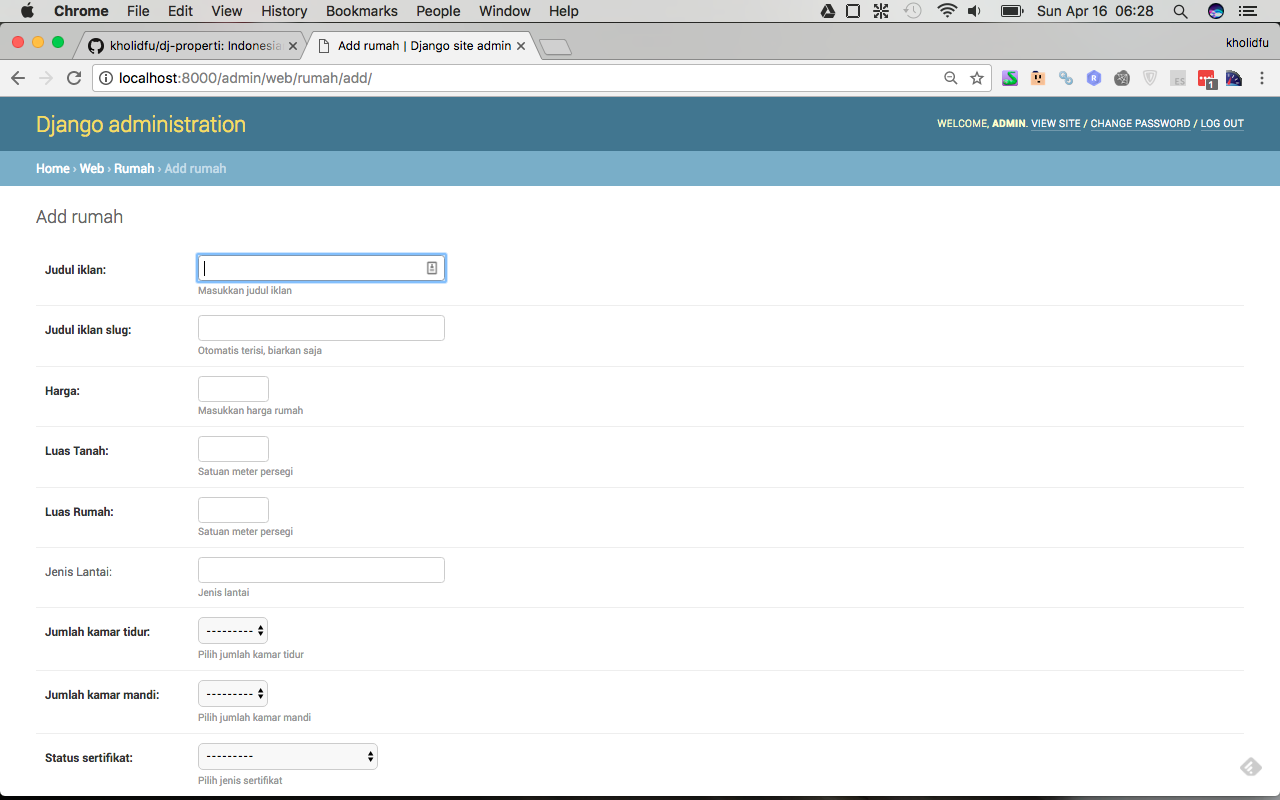 Chrome File Edit View History Bookmarks People Window Help Sun Apr 16 06:28
kholidfu/dj-properti: Indonesia Add rumah | Django site admin kholidfu
localhost:8000/admin/web/rumah/add/
ES 1
Django administration WELCOME, ADMIN. VIEW SITE / CHANGE PASSWORD / LOG OUT
Home › Web › Rumah › Add rumah
Add rumah
Judul iklan:
Masukkan judul iklan
Judul iklan slug:
Otomatis terisi, biarkan saja
Harga:
Masukkan harga rumah
Luas Tanah:
Satuan meter persegi
Luas Rumah:
Satuan meter persegi
Jenis Lantai:
Jenis lantai
Jumlah kamar tidur: ---------
Pilih jumlah kamar tidur
Jumlah kamar mandi: ---------
Pilih jumlah kamar mandi
Status sertifikat: ---------
Pilih jenis sertifikat